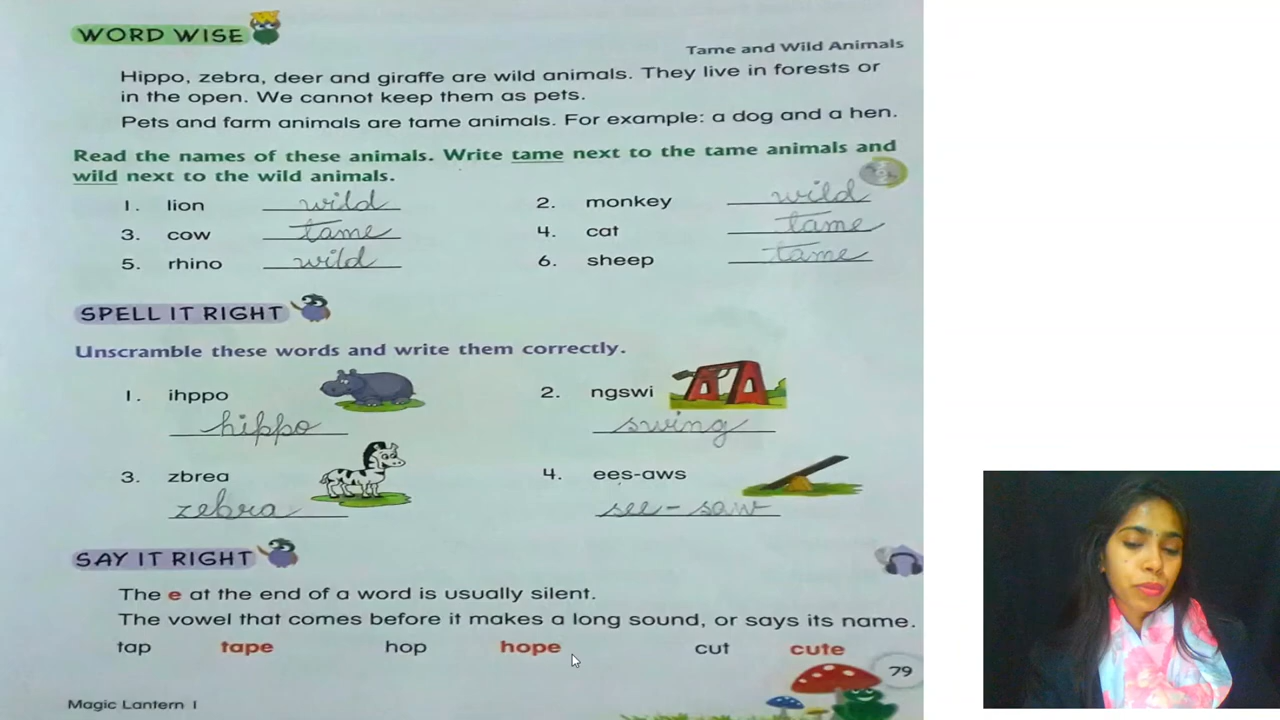 WORD WISE
Tame and Wild Animals
Hippo, zebra, deer and giraffe are wild animals. They live in forests or
in the open. We cannot keep them as pets.
Pets and farm animals are tame animals. For example: a dog and a hen.
Read the names of these animals. Write tame next to the tame animals and
wild next to the wild animals.
1. lion wild 2. monkey wild
3. cow tame 4. cat tame
5. rhino wild 6. sheep tame
SPELL IT RIGHT
Unscramble these words and write them correctly.
1. ihppo 2. ngswi
hippo swing
3. zbrea 4. ees-aws
zebra see-saw
SAY IT RIGHT
The e at the end of a word is usually silent.
The vowel that comes before it makes a long sound, or says its name.
tap tape hop hope cut cute
79
Magic Lantern 1